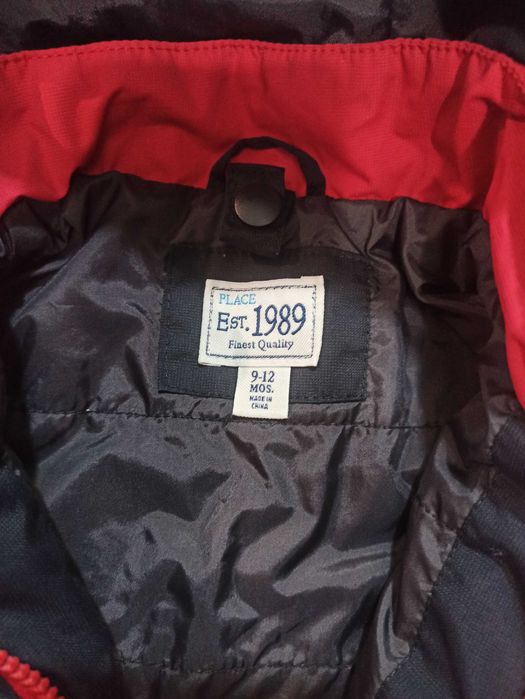 PLACE
EST. 1989
Finest Quality
9-12
MOS.
MADE IN
CHINA